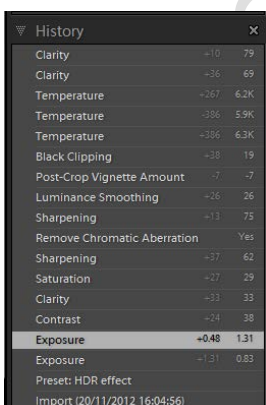 History
Clarity +10 79
Clarity +36 69
Temperature +267 6.2K
Temperature -386 5.9K
Temperature +386 6.3K
Black Clipping +38 19
Post-Crop Vignette Amount -7 -7
Luminance Smoothing +26 26
Sharpening +13 75
Remove Chromatic Aberration Yes
Sharpening +37 62
Saturation +27 29
Clarity +33 33
Contrast +24 38
Exposure +0.48 1.31
Exposure +1.31 0.83
Preset: HDR effect
Import (20/11/2012 16:04:56)